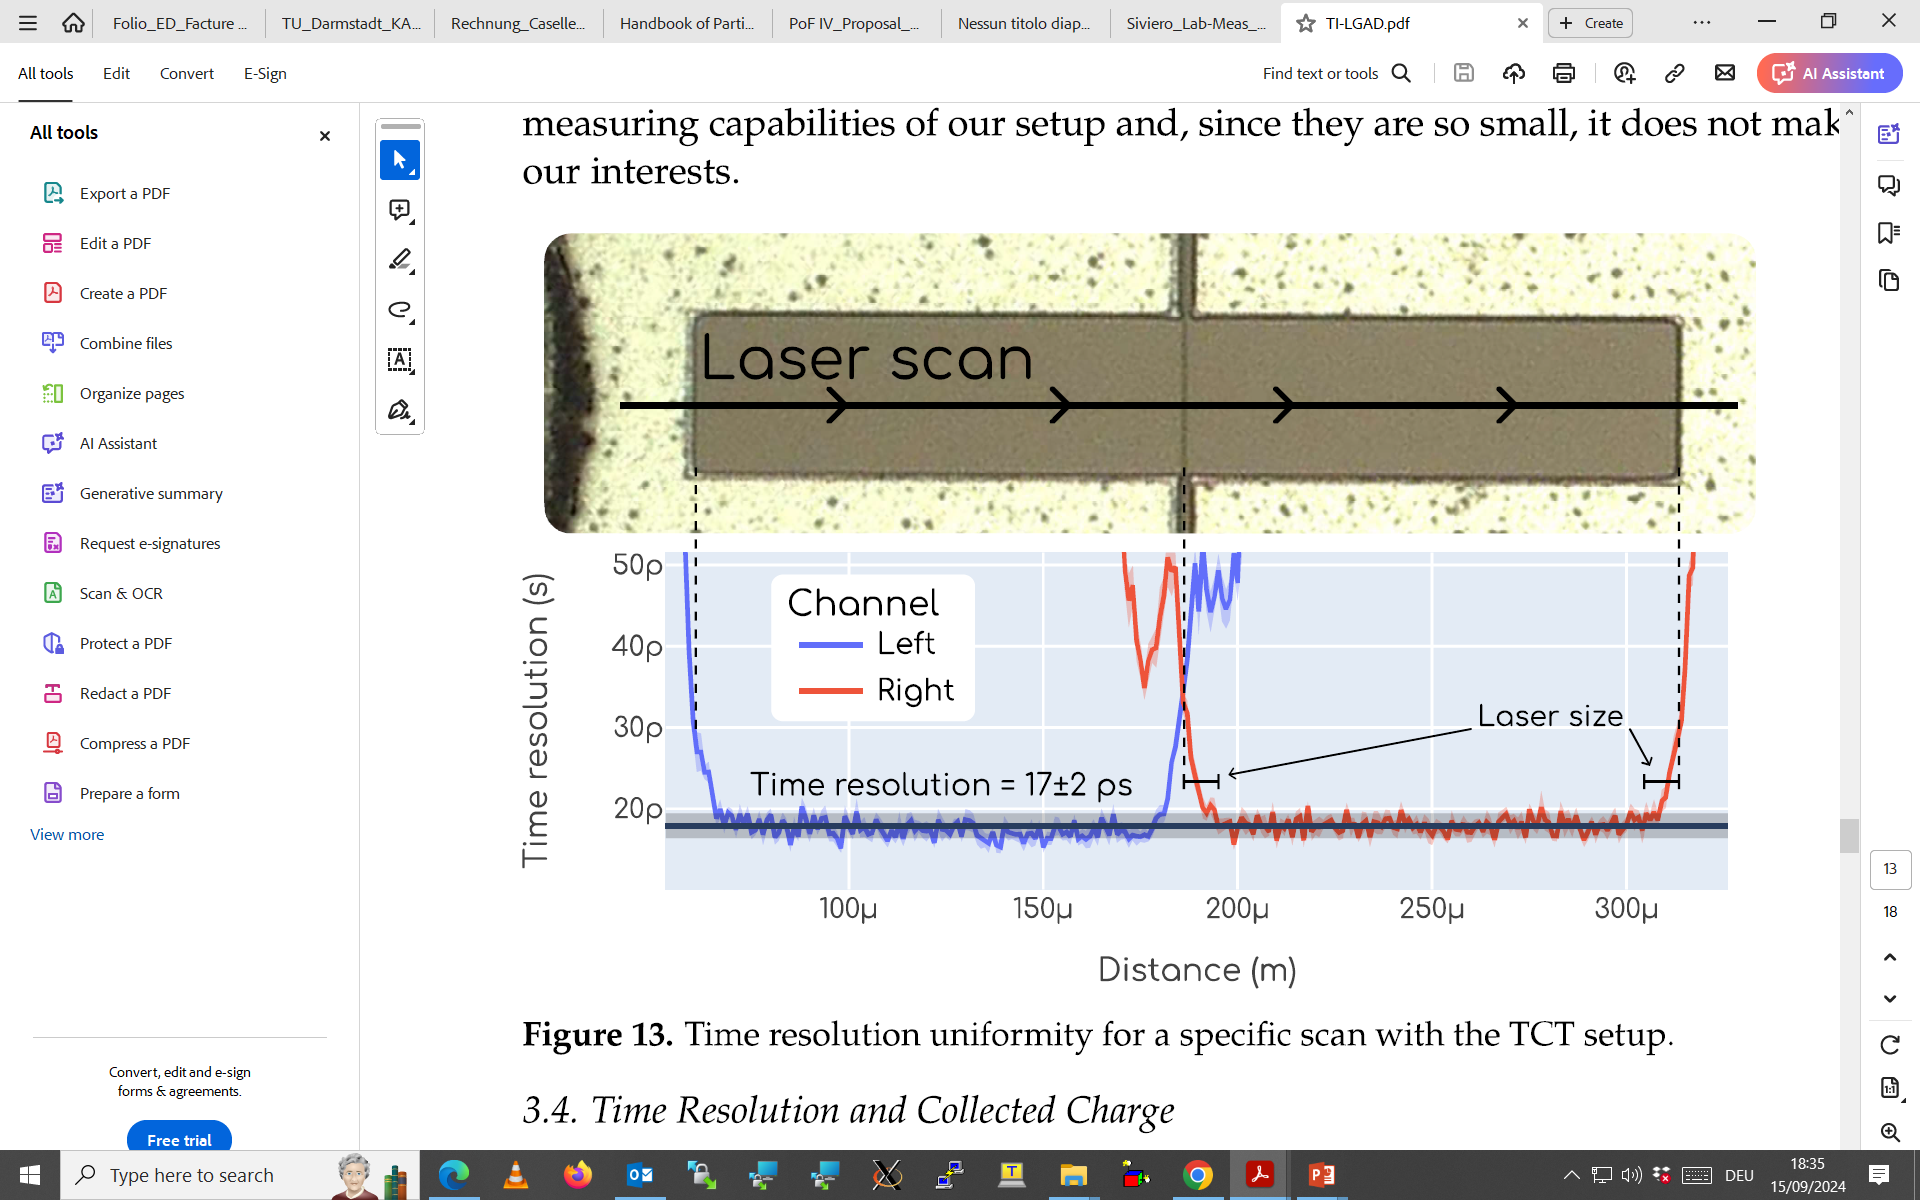 Folio_ED_Facture ...
TU_Darmstadt_KA...
Rechnung_Caselle...
Handbook of Parti...
PoF IV_Proposal_...
Nessun titolo diap...
Siviero_Lab-Meas_...
TI-LGAD.pdf
Create
All tools
Edit
Convert
E-Sign
Find text or tools
AI Assistant
All tools
Export a PDF
Edit a PDF
Create a PDF
Combine files
Organize pages
AI Assistant
Generative summary
Request e-signatures
Scan & OCR
Protect a PDF
Redact a PDF
Compress a PDF
Prepare a form
View more
Convert, edit and e-sign
forms & agreements.
Free trial
measuring capabilities of our setup and, since they are so small, it does not mak
our interests.
Laser scan
Time resolution (s)
50p
40p
30p
20p
Channel
Left
Right
Laser size
Time resolution = 17±2 ps
100µ
150µ
200µ
250µ
300µ
Distance (m)
Figure 13. Time resolution uniformity for a specific scan with the TCT setup.
3.4. Time Resolution and Collected Charge
13
18
1:1
Type here to search
DEU
18:35
15/09/2024